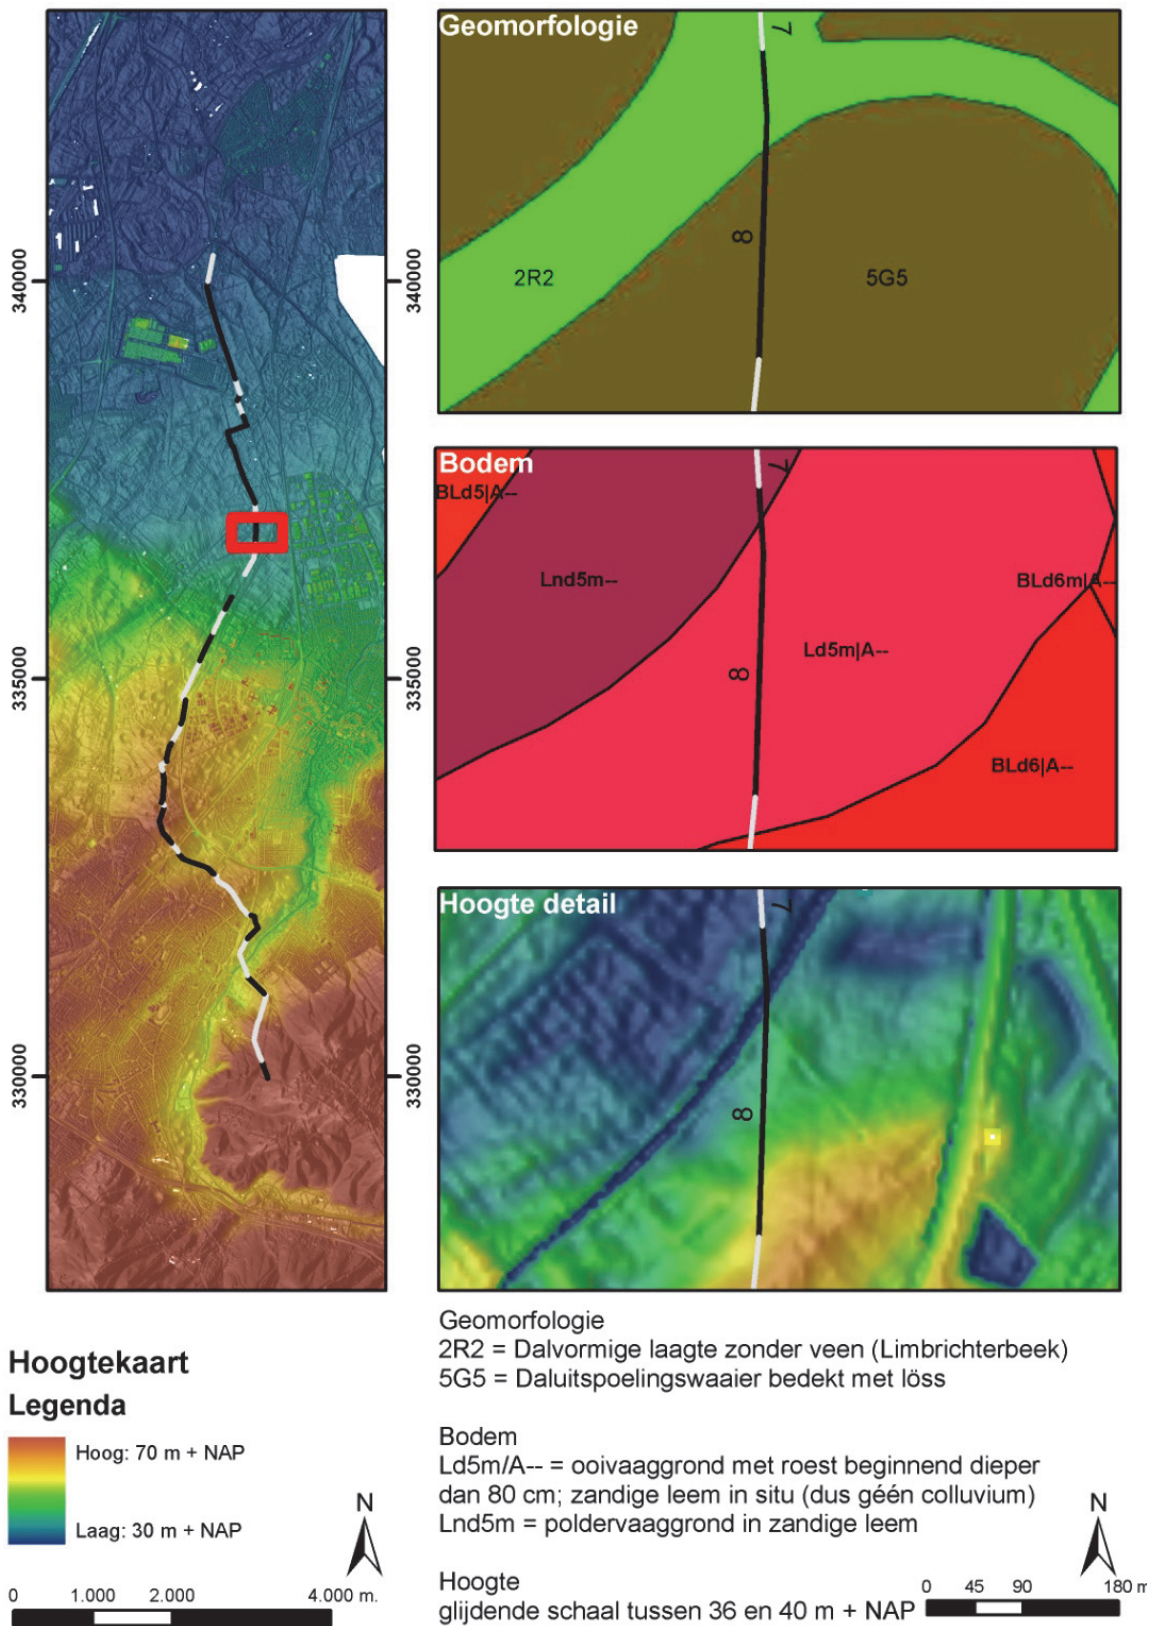 340000
335000
330000
340000
335000
330000
Hoogtekaart
Legenda
Hoog: 70 m + NAP
Laag: 30 m + NAP
N
0 1.000 2.000 4.000 m.
Geomorfologie
7
8
2R2
5G5
Bodem
7
BLd5|A--
Lnd5m--
BLd6m|A--
Ld5m|A--
8
BLd6|A--
Hoogte detail
7
8
Geomorfologie
2R2 = Dalvormige laagte zonder veen (Limbrichterbeek)
5G5 = Daluitspoelingswaaier bedekt met löss
Bodem
Ld5m/A-- = ooivaaggrond met roest beginnend dieper
dan 80 cm; zandige leem in situ (dus géén colluvium)
Lnd5m = poldervaaggrond in zandige leem
Hoogte
glijdende schaal tussen 36 en 40 m + NAP
N
0 45 90 180 m